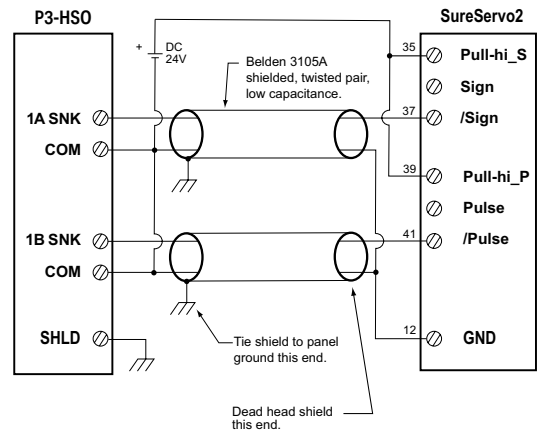 P3-HSO
SureServo2
+
DC
24V
Belden 3105A
shielded, twisted pair,
low capacitance.
35
Pull-hi_S
Sign
1A SNK
37
/Sign
COM
39
Pull-hi_P
Pulse
1B SNK
41
/Pulse
COM
SHLD
12
GND
Tie shield to panel
ground this end.
Dead head shield
this end.